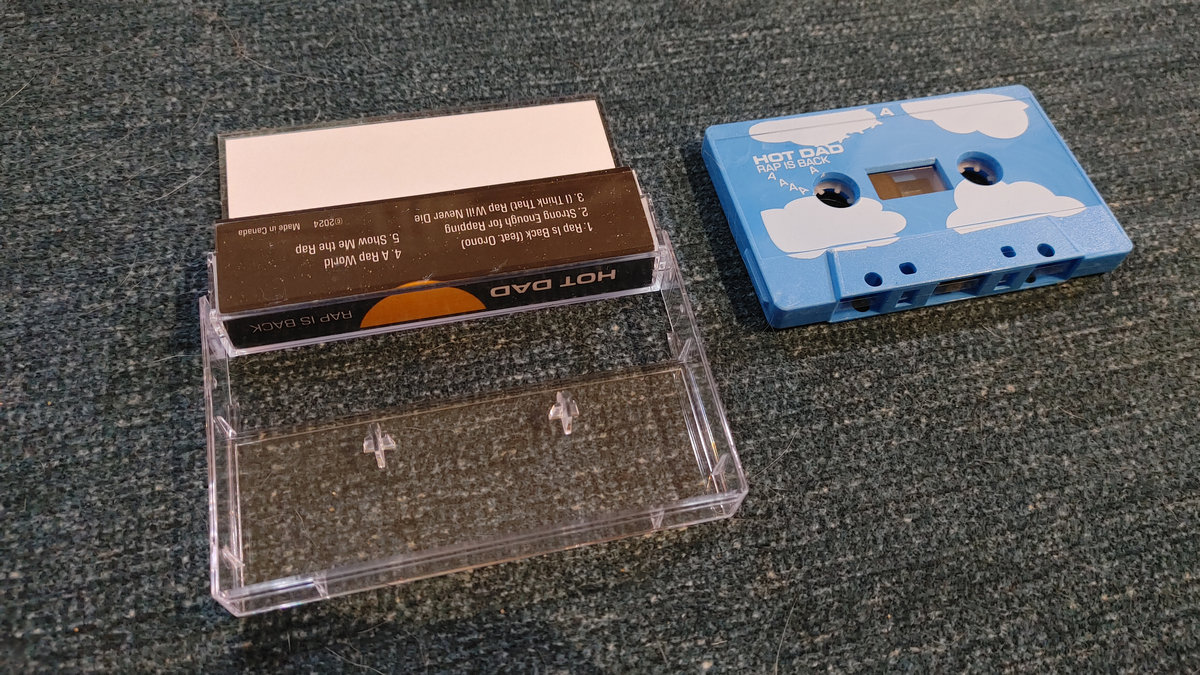 1. Rap Is Back (feat. Orono)
2. Strong Enough for Rapping
3. (I Think That) Rap Will Never Die
4. A Rap World
5. Show Me the Rap
©2024 Made in Canada
HOT DAD RAP IS BACK
A
HOT DAD
RAP IS BACK
A A
A A A